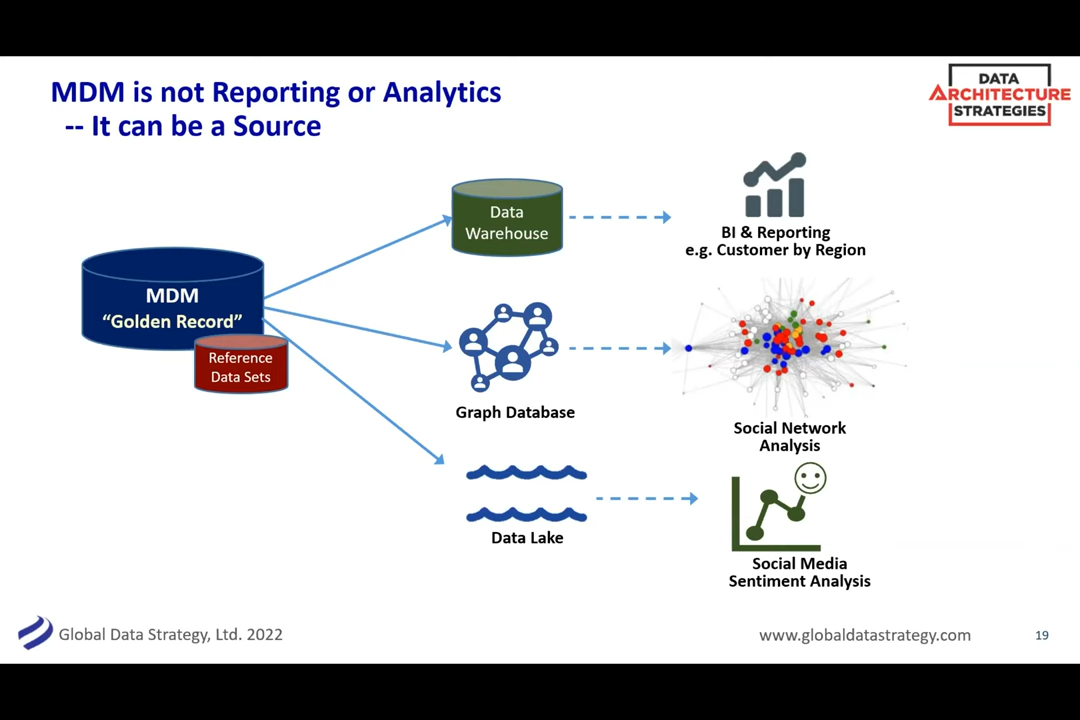 MDM is not Reporting or Analytics
-- It can be a Source
DATA
ARCHITECTURE
STRATEGIES
MDM
“Golden Record”
Reference
Data Sets
Data
Warehouse
BI & Reporting
e.g. Customer by Region
Graph Database
Social Network
Analysis
Data Lake
Social Media
Sentiment Analysis
Global Data Strategy, Ltd. 2022
www.globaldatastrategy.com
19